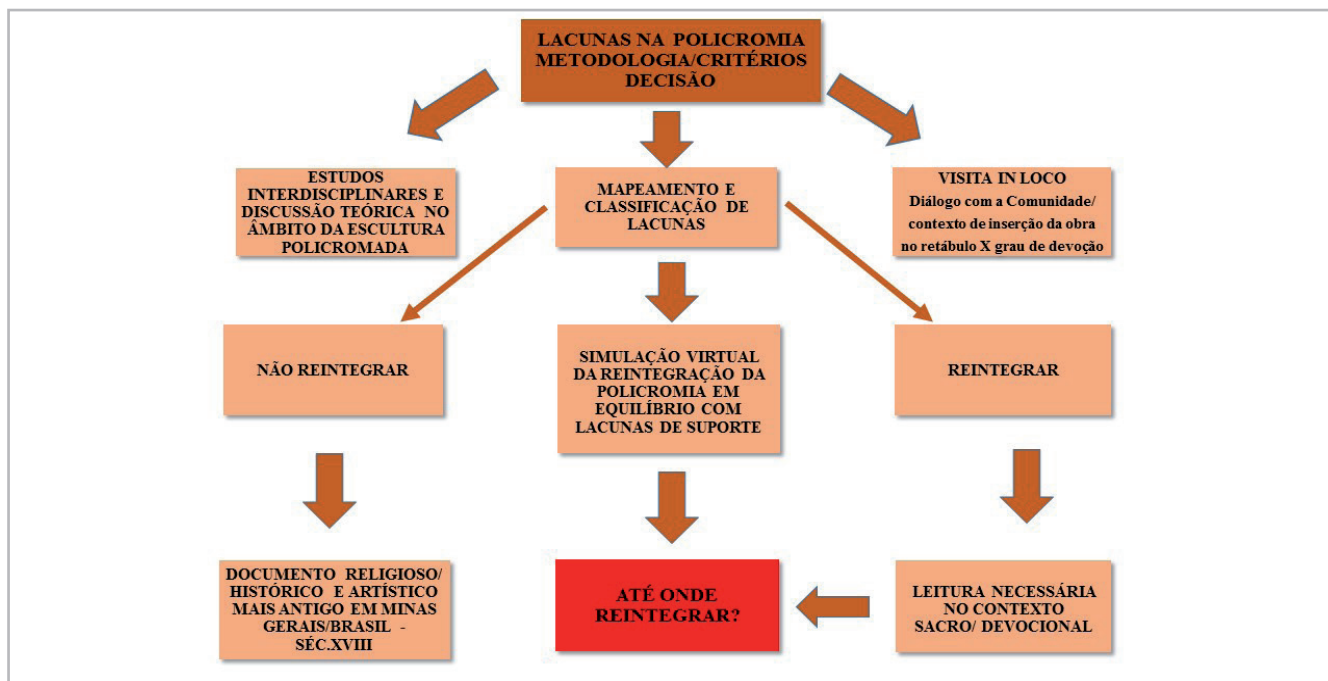 LACUNAS NA POLICROMIA
METODOLOGIA/CRITÉRIOS
DECISÃO
ESTUDOS
INTERDISCIPLINARES E
DISCUSSÃO TEÓRICA NO
ÂMBITO DA ESCULTURA
POLICROMADA
MAPEAMENTO E
CLASSIFICAÇÃO DE
LACUNAS
VISITA IN LOCO
Diálogo com a Comunidade/
contexto de inserção da obra
no retábulo X grau de devoção
NÃO REINTEGRAR
SIMULAÇÃO VIRTUAL
DA REINTEGRAÇÃO DA
POLICROMIA EM
EQUILÍBRIO COM
LACUNAS DE SUPORTE
REINTEGRAR
DOCUMENTO RELIGIOSO/
HISTÓRICO E ARTÍSTICO
MAIS ANTIGO EM MINAS
GERAIS/BRASIL -
SÉC.XVIII
ATÉ ONDE
REINTEGRAR?
LEITURA NECESSÁRIA
NO CONTEXTO
SACRO/ DEVOCIONAL